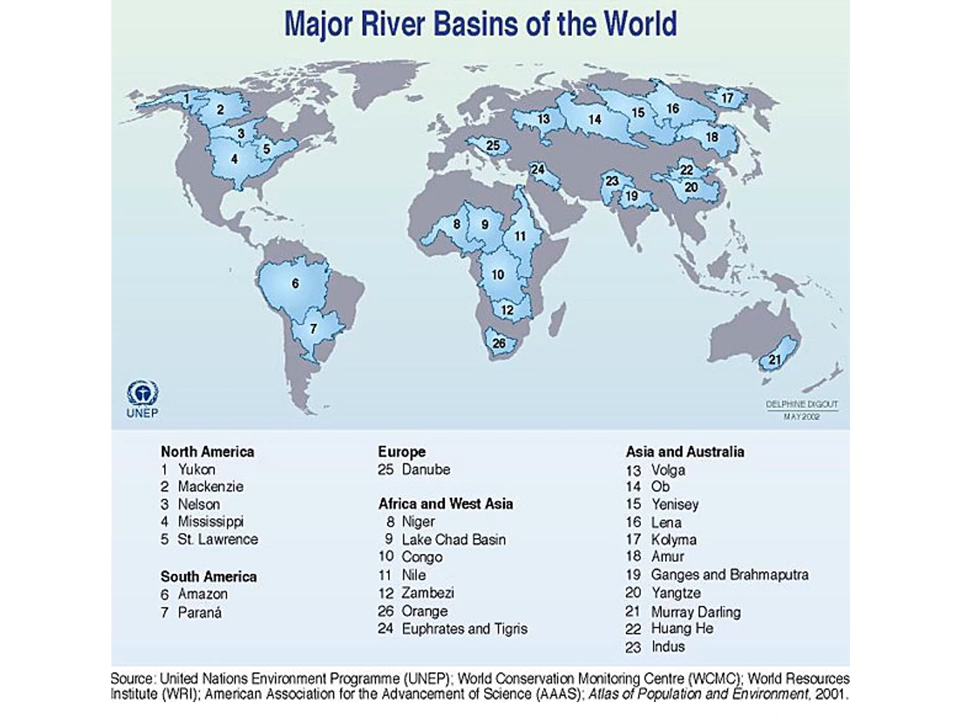 Major River Basins of the World
1
2
3
4
5
6
7
8
9
10
11
12
13
14
15
16
17
18
19
20
21
22
23
24
25
26
UNEP
DELPHINE DIGOUT
MAY 2002
North America
1 Yukon
2 Mackenzie
3 Nelson
4 Mississippi
5 St. Lawrence
South America
6 Amazon
7 Paraná
Europe
25 Danube
Africa and West Asia
8 Niger
9 Lake Chad Basin
10 Congo
11 Nile
12 Zambezi
26 Orange
24 Euphrates and Tigris
Asia and Australia
13 Volga
14 Ob
15 Yenisey
16 Lena
17 Kolyma
18 Amur
19 Ganges and Brahmaputra
20 Yangtze
21 Murray Darling
22 Huang He
23 Indus
Source: United Nations Environment Programme (UNEP); World Conservation Monitoring Centre (WCMC); World Resources
Institute (WRI); American Association for the Advancement of Science (AAAS); Atlas of Population and Environment, 2001.